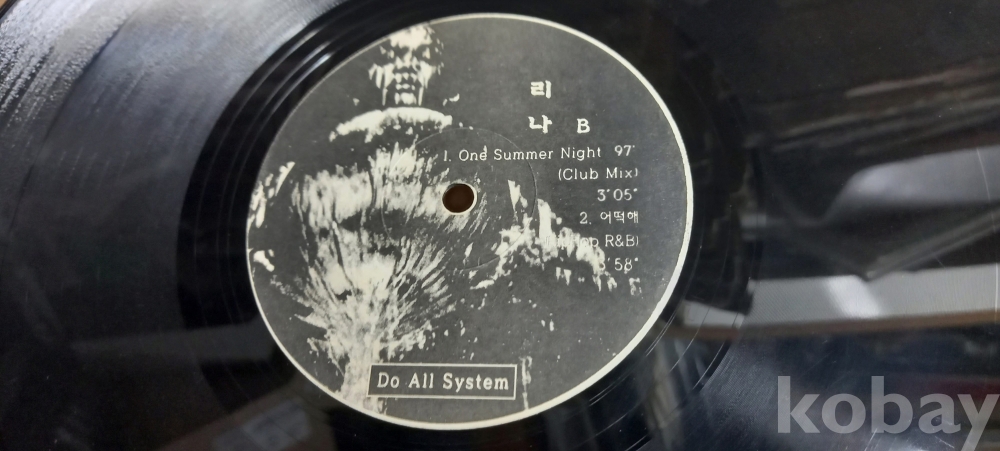 리
나 B
1. One Summer Night 97'
(Club Mix)
3'05"
2. 어떡해
R&B)
58"
Do All System
kobay